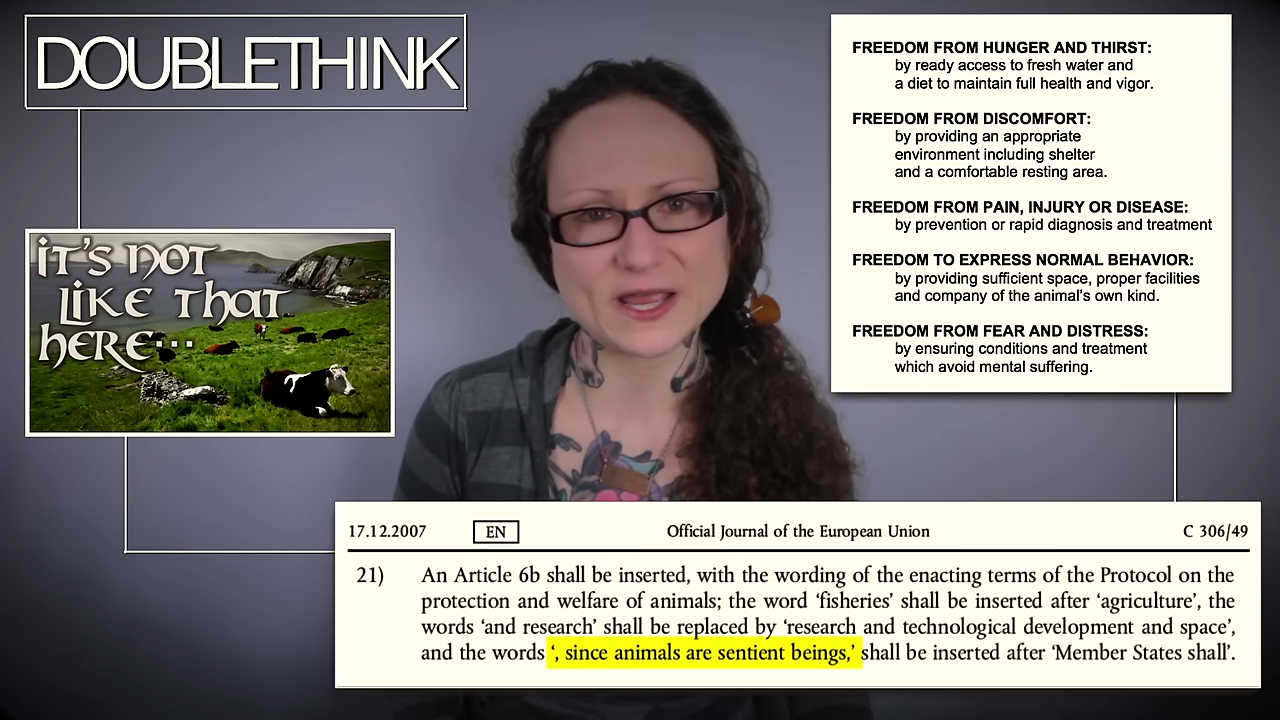 DOUBLETHINK
IT'S NOT
LIKE THAT
HERE...
FREEDOM FROM HUNGER AND THIRST:
by ready access to fresh water and
a diet to maintain full health and vigor.
FREEDOM FROM DISCOMFORT:
by providing an appropriate
environment including shelter
and a comfortable resting area.
FREEDOM FROM PAIN, INJURY OR DISEASE:
by prevention or rapid diagnosis and treatment
FREEDOM TO EXPRESS NORMAL BEHAVIOR:
by providing sufficient space, proper facilities
and company of the animal's own kind.
FREEDOM FROM FEAR AND DISTRESS:
by ensuring conditions and treatment
which avoid mental suffering.
17.12.2007 EN Official Journal of the European Union C 306/49
21) An Article 6b shall be inserted, with the wording of the enacting terms of the Protocol on the
protection and welfare of animals; the word ‘fisheries’ shall be inserted after ‘agriculture’, the
words ‘and research’ shall be replaced by ‘research and technological development and space’,
and the words ‘, since animals are sentient beings,’ shall be inserted after ‘Member States shall’.